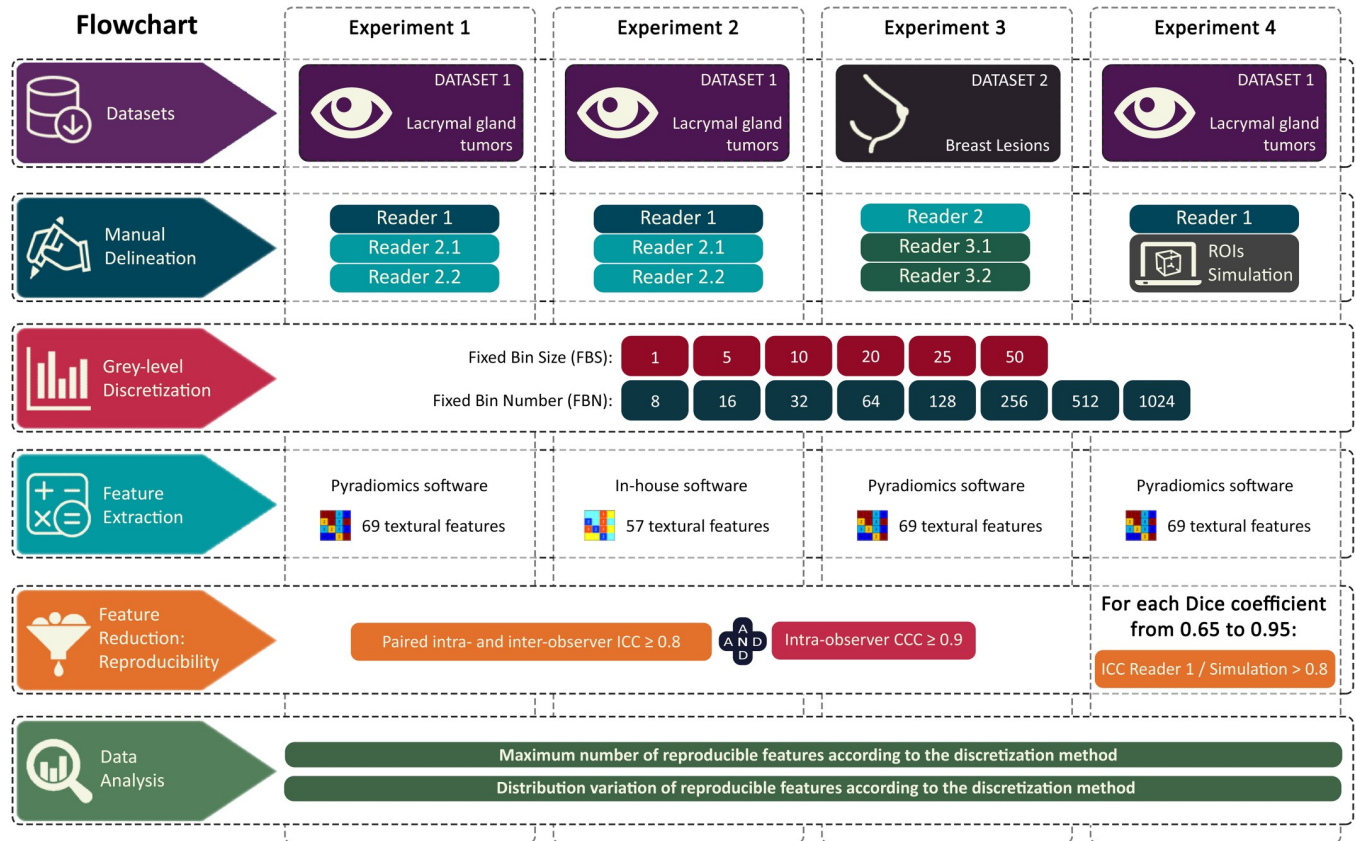 Flowchart
Experiment 1
Experiment 2
Experiment 3
Experiment 4
Datasets
DATASET 1
Lacrymal gland
tumors
DATASET 1
Lacrymal gland
tumors
DATASET 2
Breast Lesions
DATASET 1
Lacrymal gland
tumors
Manual
Delineation
Reader 1
Reader 2.1
Reader 2.2
Reader 1
Reader 2.1
Reader 2.2
Reader 2
Reader 3.1
Reader 3.2
Reader 1
ROIs
Simulation
Grey-level
Discretization
Fixed Bin Size (FBS): 1 5 10 20 25 50
Fixed Bin Number (FBN): 8 16 32 64 128 256 512 1024
Feature
Extraction
Pyradiomics software
69 textural features
In-house software
57 textural features
Pyradiomics software
69 textural features
Pyradiomics software
69 textural features
Feature
Reduction:
Reproducibility
Paired intra- and inter-observer ICC ≥ 0.8
AND
AND
Intra-observer CCC ≥ 0.9
For each Dice coefficient
from 0.65 to 0.95:
ICC Reader 1 / Simulation > 0.8
Data
Analysis
Maximum number of reproducible features according to the discretization method
Distribution variation of reproducible features according to the discretization method